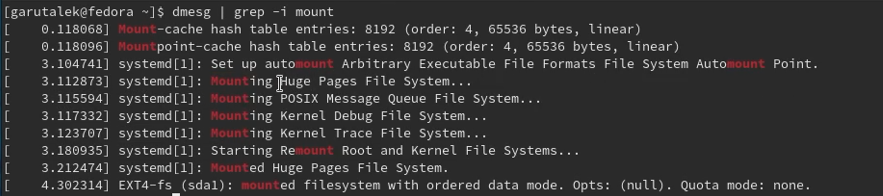 [garutalek@fedora ~]$ dmesg | grep -i mount
[    0.118068] Mount-cache hash table entries: 8192 (order: 4, 65536 bytes, linear)
[    0.118096] Mountpoint-cache hash table entries: 8192 (order: 4, 65536 bytes, linear)
[    3.104741] systemd[1]: Set up automount Arbitrary Executable File Formats File System Automount Point.
[    3.112873] systemd[1]: Mounting Huge Pages File System...
[    3.115594] systemd[1]: Mounting POSIX Message Queue File System...
[    3.117332] systemd[1]: Mounting Kernel Debug File System...
[    3.123707] systemd[1]: Mounting Kernel Trace File System...
[    3.180935] systemd[1]: Starting Remount Root and Kernel File Systems...
[    3.212474] systemd[1]: Mounted Huge Pages File System.
[    4.302314] EXT4-fs (sda1): mounted filesystem with ordered data mode. Opts: (null). Quota mode: none.